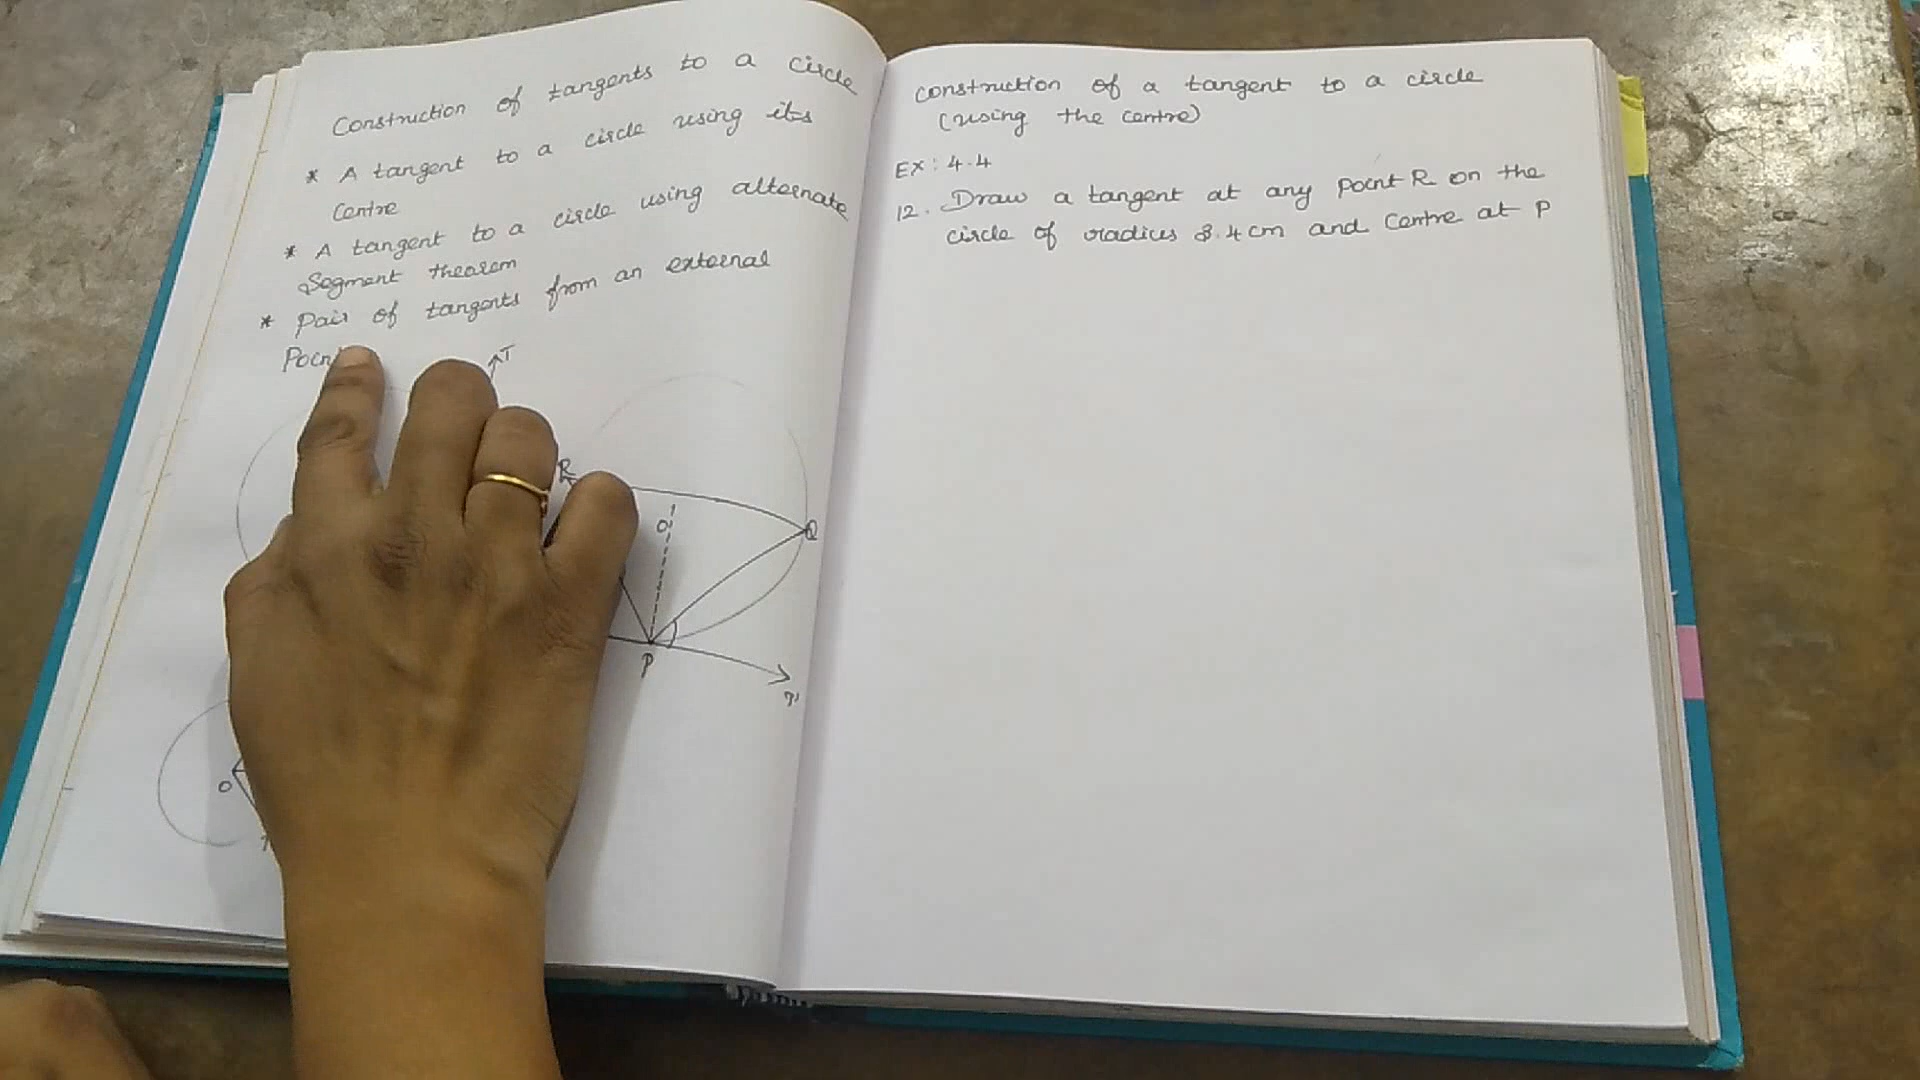 Construction of tangents to a circle
* A tangent to a circle using its
Centre
* A tangent to a circle using alternate
Segment theorem
* Pair of tangents from an external
T
R
O'
Q
P
O
Construction of a tangent to a circle
(using the centre)
EX: 4.4
12. Draw a tangent at any point R on the
circle of radius 3.4 cm and Centre at P